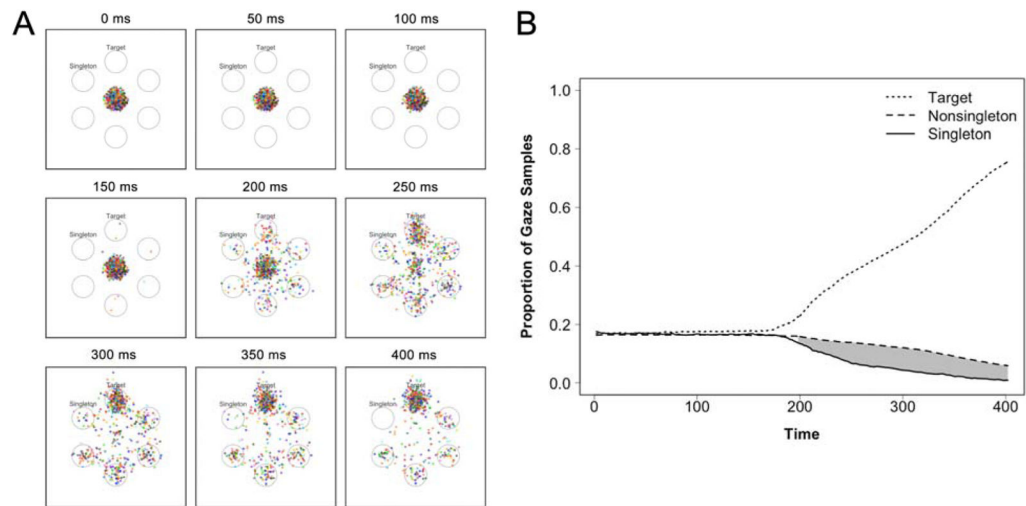 A
0 ms
50 ms
100 ms
Target
Singleton
Target
Singleton
Target
Singleton
150 ms
200 ms
250 ms
Target
Singleton
Target
Singleton
Target
Singleton
300 ms
350 ms
400 ms
Target
Singleton
Target
Singleton
Target
Singleton
B
Proportion of Gaze Samples
1.0
0.8
0.6
0.4
0.2
0.0
Target
Nonsingleton
Singleton
0
100
200
300
400
Time